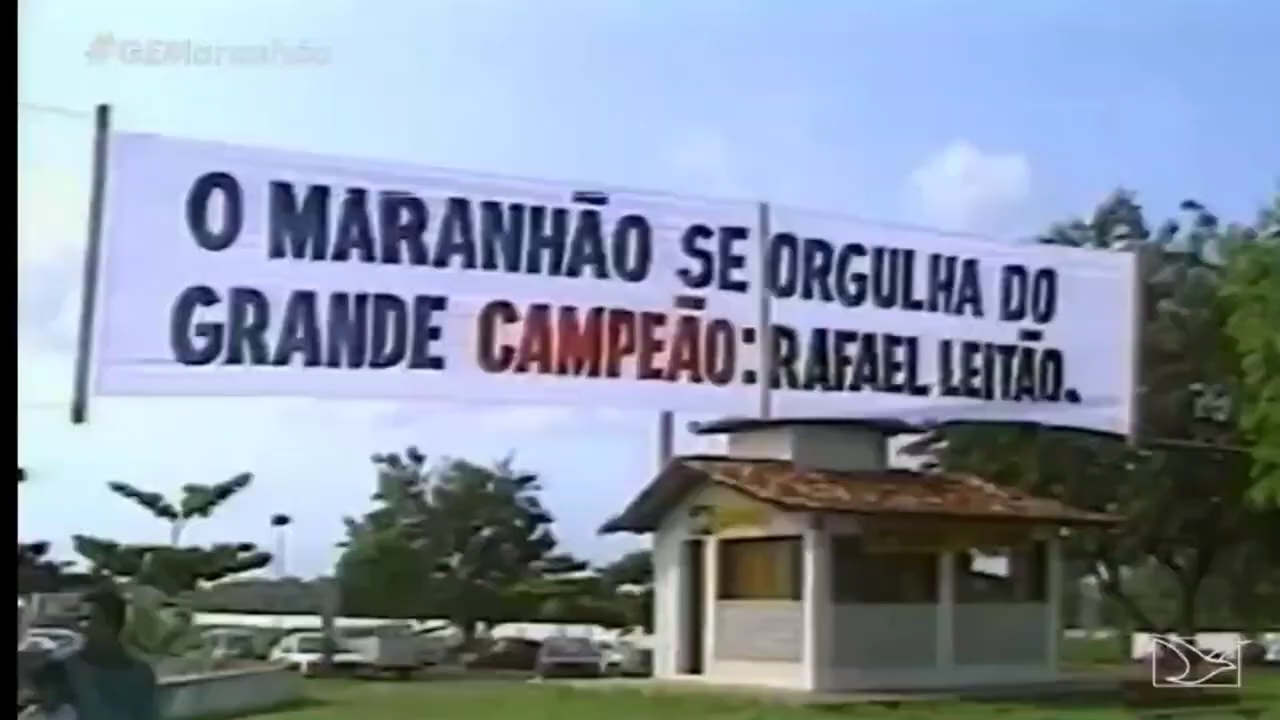 #GEMaranhão
O MARANHÃO SE ORGULHA DO
GRANDE CAMPEÃO: RAFAEL LEITÃO.